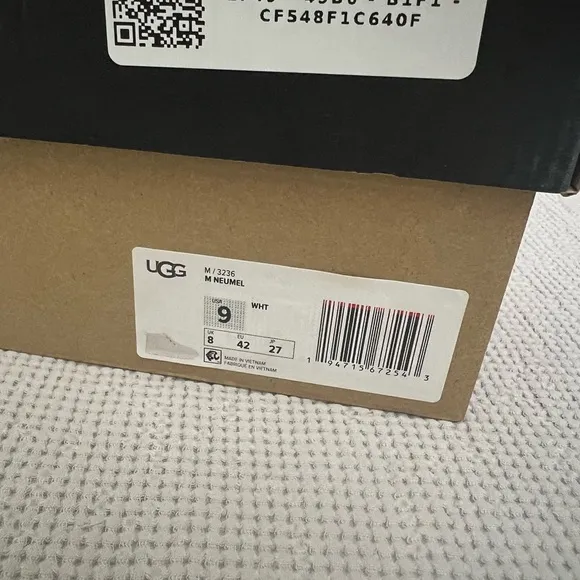 CF548F1C640F
UGG
M / 3236
M NEUMEL
USA
9
WHT
UK
8
EU
42
JP
27
MADE IN VIETNAM
FABRIQUÉ EN VIETNAM
1 94715 67254 3